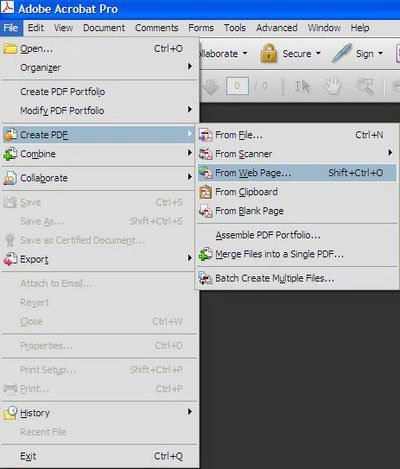 Adobe Acrobat Pro
File Edit View Document Comments Forms Tools Advanced Window Help
Open... Ctrl+O
Organizer
Create PDF Portfolio
Modify PDF Portfolio
Create PDF
Combine
Collaborate
Save Ctrl+S
Save As... Shift+Ctrl+S
Save as Certified Document...
Export
Attach to Email...
Revert
Close Ctrl+W
Properties... Ctrl+D
Print Setup... Shift+Ctrl+P
Print... Ctrl+P
History
Recent File
Exit Ctrl+Q
ollaborate Secure Sign
0 / 0
From File... Ctrl+N
From Scanner
From Web Page... Shift+Ctrl+O
From Clipboard
From Blank Page
Assemble PDF Portfolio...
Merge Files into a Single PDF...
Batch Create Multiple Files...